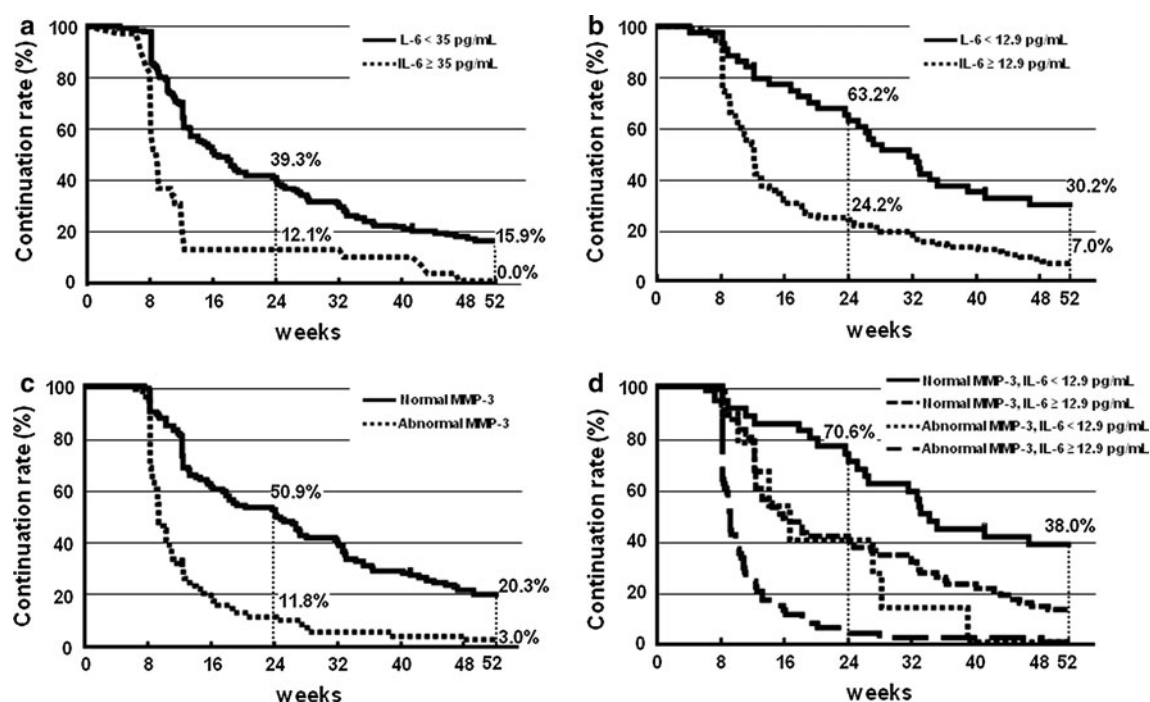 a
Continuation rate (%)
100
80
60
40
20
0
L-6 < 35 pg/mL
IL-6 ≥ 35 pg/mL
39.3%
12.1%
15.9%
0.0%
0 8 16 24 32 40 48 52
weeks
b
Continuation rate (%)
100
80
60
40
20
0
L-6 < 12.9 pg/mL
IL-6 ≥ 12.9 pg/mL
63.2%
24.2%
30.2%
7.0%
0 8 16 24 32 40 48 52
weeks
c
Continuation rate (%)
100
80
60
40
20
0
Normal MMP-3
Abnormal MMP-3
50.9%
11.8%
20.3%
3.0%
0 8 16 24 32 40 48 52
weeks
d
Continuation rate (%)
100
80
60
40
20
0
Normal MMP-3, IL-6 < 12.9 pg/mL
Normal MMP-3, IL-6 ≥ 12.9 pg/mL
Abnormal MMP-3, IL-6 < 12.9 pg/mL
Abnormal MMP-3, IL-6 ≥ 12.9 pg/mL
70.6%
38.0%
0 8 16 24 32 40 48 52
weeks